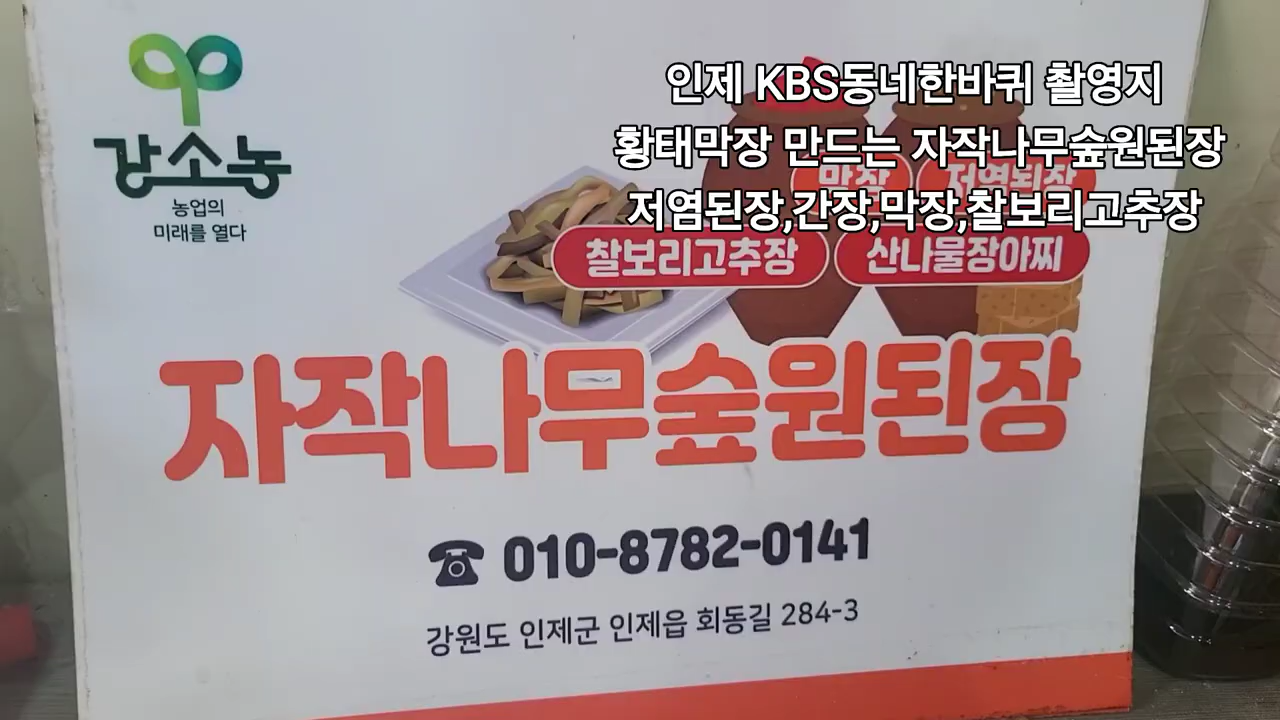 인제 KBS동네한바퀴 촬영지
황태막장 만드는 자작나무숲원된장
저염된장,간장,막장,찰보리고추장
강소농
농업의
미래를 열다
막장 저염된장
찰보리고추장 산나물장아찌
자작나무숲원된장
☎ 010-8782-0141
강원도 인제군 인제읍 회동길 284-3